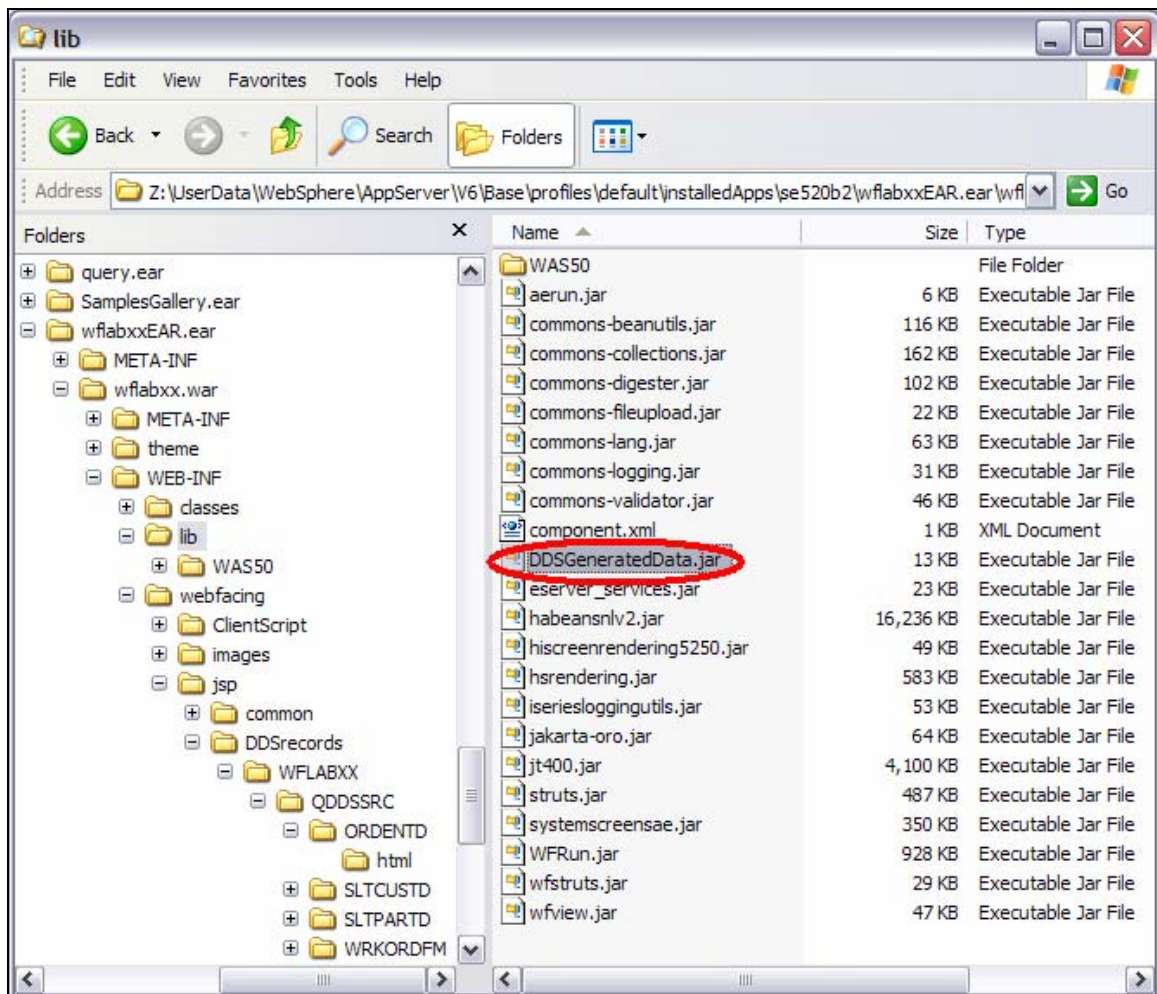 lib
File Edit View Favorites Tools Help
Back Search Folders
Address Z:\UserData\WebSphere\AppServer\V6\Base\profiles\default\installedApps\se520b2\wflabxxEAR.ear\wfl Go
Folders x
query.ear
SamplesGallery.ear
wflabxxEAR.ear
META-INF
wflabxx.war
META-INF
theme
WEB-INF
classes
lib
WAS50
webfacing
ClientScript
images
jsp
common
DDSrecords
WFLABXX
QDDSSRC
ORDENTD
html
SLTCUSTD
SLTPARTD
WRKORDFM
Name Size Type
WAS50 File Folder
aerun.jar 6 KB Executable Jar File
commons-beanutils.jar 116 KB Executable Jar File
commons-collections.jar 162 KB Executable Jar File
commons-digester.jar 102 KB Executable Jar File
commons-fileupload.jar 22 KB Executable Jar File
commons-lang.jar 63 KB Executable Jar File
commons-logging.jar 31 KB Executable Jar File
commons-validator.jar 46 KB Executable Jar File
component.xml 1 KB XML Document
DDSGeneratedData.jar 13 KB Executable Jar File
eserver_services.jar 23 KB Executable Jar File
habeansnlv2.jar 16,236 KB Executable Jar File
hiscreenrendering5250.jar 49 KB Executable Jar File
hsrendering.jar 583 KB Executable Jar File
iseriesloggingutils.jar 53 KB Executable Jar File
jakarta-oro.jar 64 KB Executable Jar File
jt400.jar 4,100 KB Executable Jar File
struts.jar 487 KB Executable Jar File
systemscreensae.jar 350 KB Executable Jar File
WFRun.jar 928 KB Executable Jar File
wfstruts.jar 29 KB Executable Jar File
wfview.jar 47 KB Executable Jar File